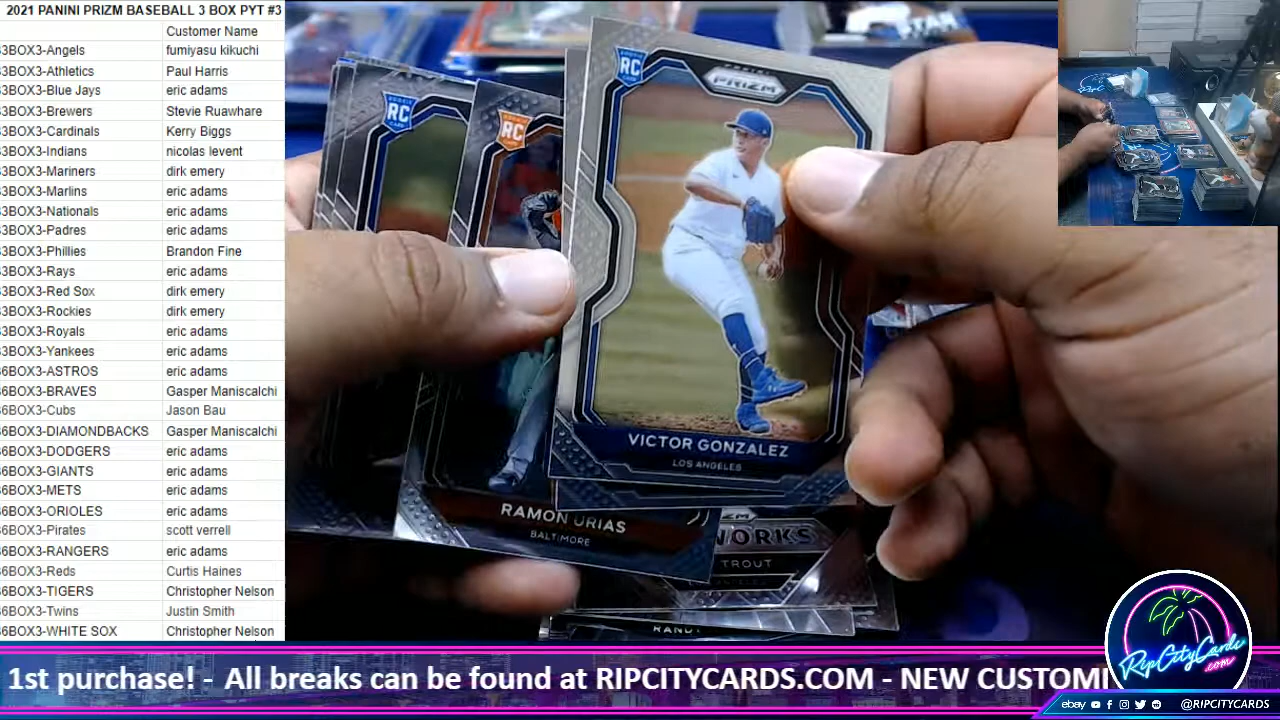 2021 PANINI PRIZM BASEBALL 3 BOX PYT #3
Customer Name
3BOX3-Angels fumiyasu kikuchi
3BOX3-Athletics Paul Harris
3BOX3-Blue Jays eric adams
3BOX3-Brewers Stevie Ruawhare
3BOX3-Cardinals Kerry Biggs
3BOX3-Indians nicolas levent
3BOX3-Mariners dirk emery
3BOX3-Marlins eric adams
3BOX3-Nationals eric adams
3BOX3-Padres eric adams
3BOX3-Phillies Brandon Fine
3BOX3-Rays eric adams
3BOX3-Red Sox dirk emery
3BOX3-Rockies dirk emery
3BOX3-Royals eric adams
3BOX3-Yankees eric adams
6BOX3-ASTROS eric adams
6BOX3-BRAVES Gasper Maniscalchi
6BOX3-Cubs Jason Bau
6BOX3-DIAMONDBACKS Gasper Maniscalchi
6BOX3-DODGERS eric adams
6BOX3-GIANTS eric adams
6BOX3-METS eric adams
6BOX3-ORIOLES eric adams
6BOX3-Pirates scott verrell
6BOX3-RANGERS eric adams
6BOX3-Reds Curtis Haines
6BOX3-TIGERS Christopher Nelson
6BOX3-Twins Justin Smith
6BOX3-WHITE SOX Christopher Nelson
ROOKIE
RC
CARD
RC
RC
PANINI
PRIZM
VICTOR GONZALEZ
LOS ANGELES
RAMON URIAS
BALTIMORE
WORKS
TROUT
RAND
1st purchase! - All breaks can be found at RIPCITYCARDS.COM - NEW CUSTOM
RipCityCards
.com
ebay @RIPCITYCARDS